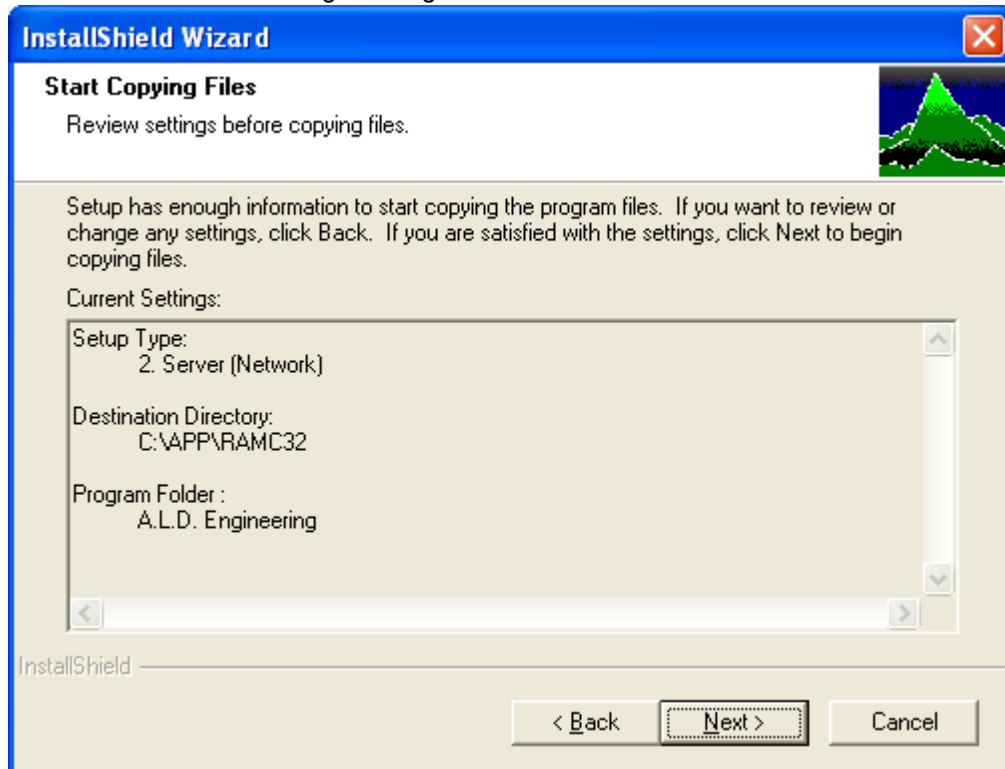 InstallShield Wizard
Start Copying Files
Review settings before copying files.
Setup has enough information to start copying the program files.  If you want to review or
change any settings, click Back.  If you are satisfied with the settings, click Next to begin
copying files.
Current Settings:
Setup Type:
2. Server (Network)
Destination Directory:
C:\APP\RAMC32
Program Folder :
A.L.D. Engineering
InstallShield
< Back
Next >
Cancel